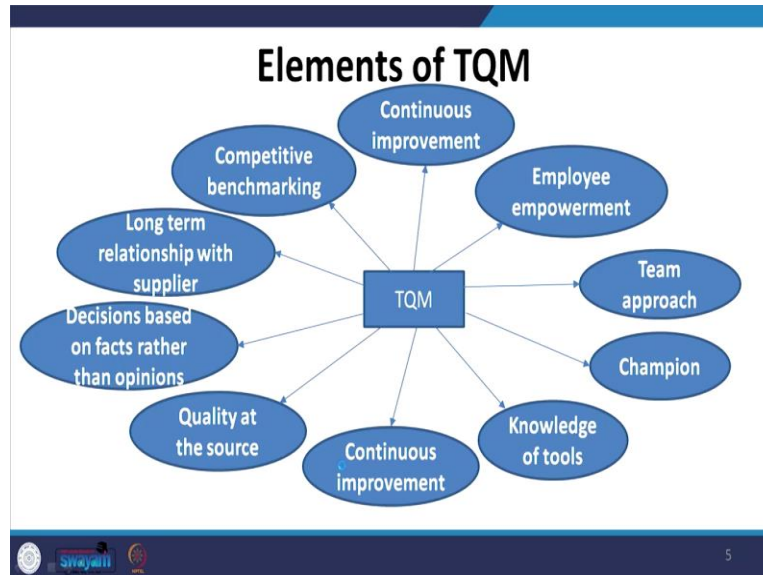 Elements of TQM
Continuous
improvement
Competitive
benchmarking
Employee
empowerment
Long term
relationship with
supplier
Team
approach
TQM
Decisions based
on facts rather
than opinions
Champion
Quality at
the source
Knowledge
of tools
Continuous
improvement
swayam
5